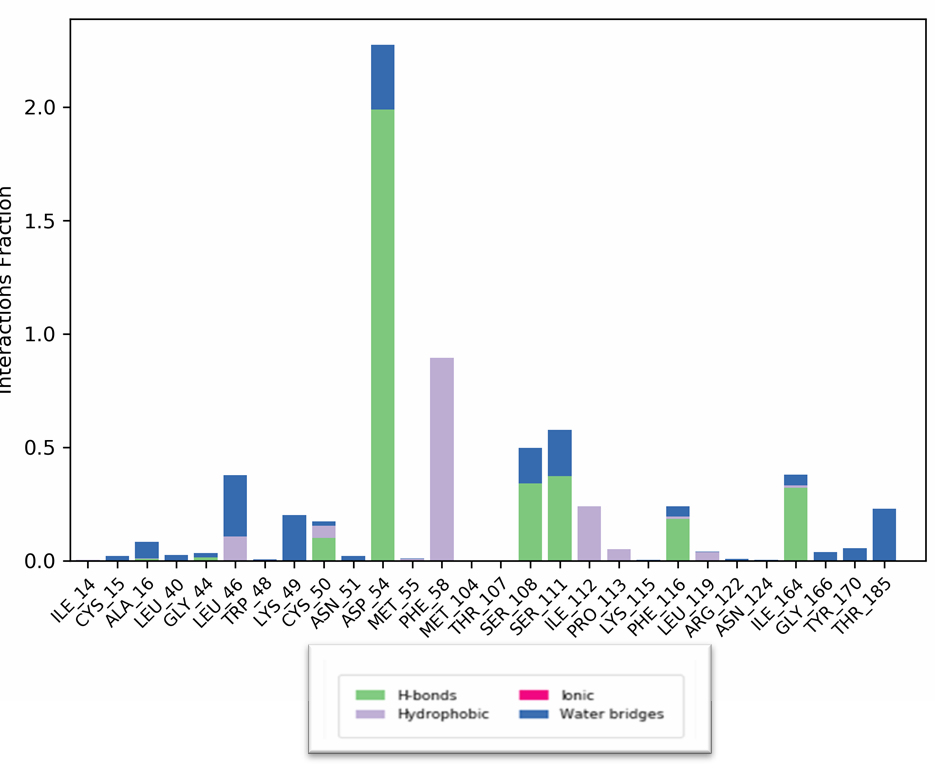 Interactions Fraction
2.0
1.5
1.0
0.5
0.0
ILE_14
CYS_15
ALA_16
LEU_40
GLY_44
LEU_46
TRP_48
LYS_49
CYS_50
ASN_51
ASP_54
MET_55
PHE_58
MET_104
THR_107
SER_108
SER_111
ILE_112
PRO_113
LYS_115
PHE_116
LEU_119
ARG_122
ASN_124
ILE_164
GLY_166
TYR_170
THR_185
H-bonds Ionic
Hydrophobic Water bridges